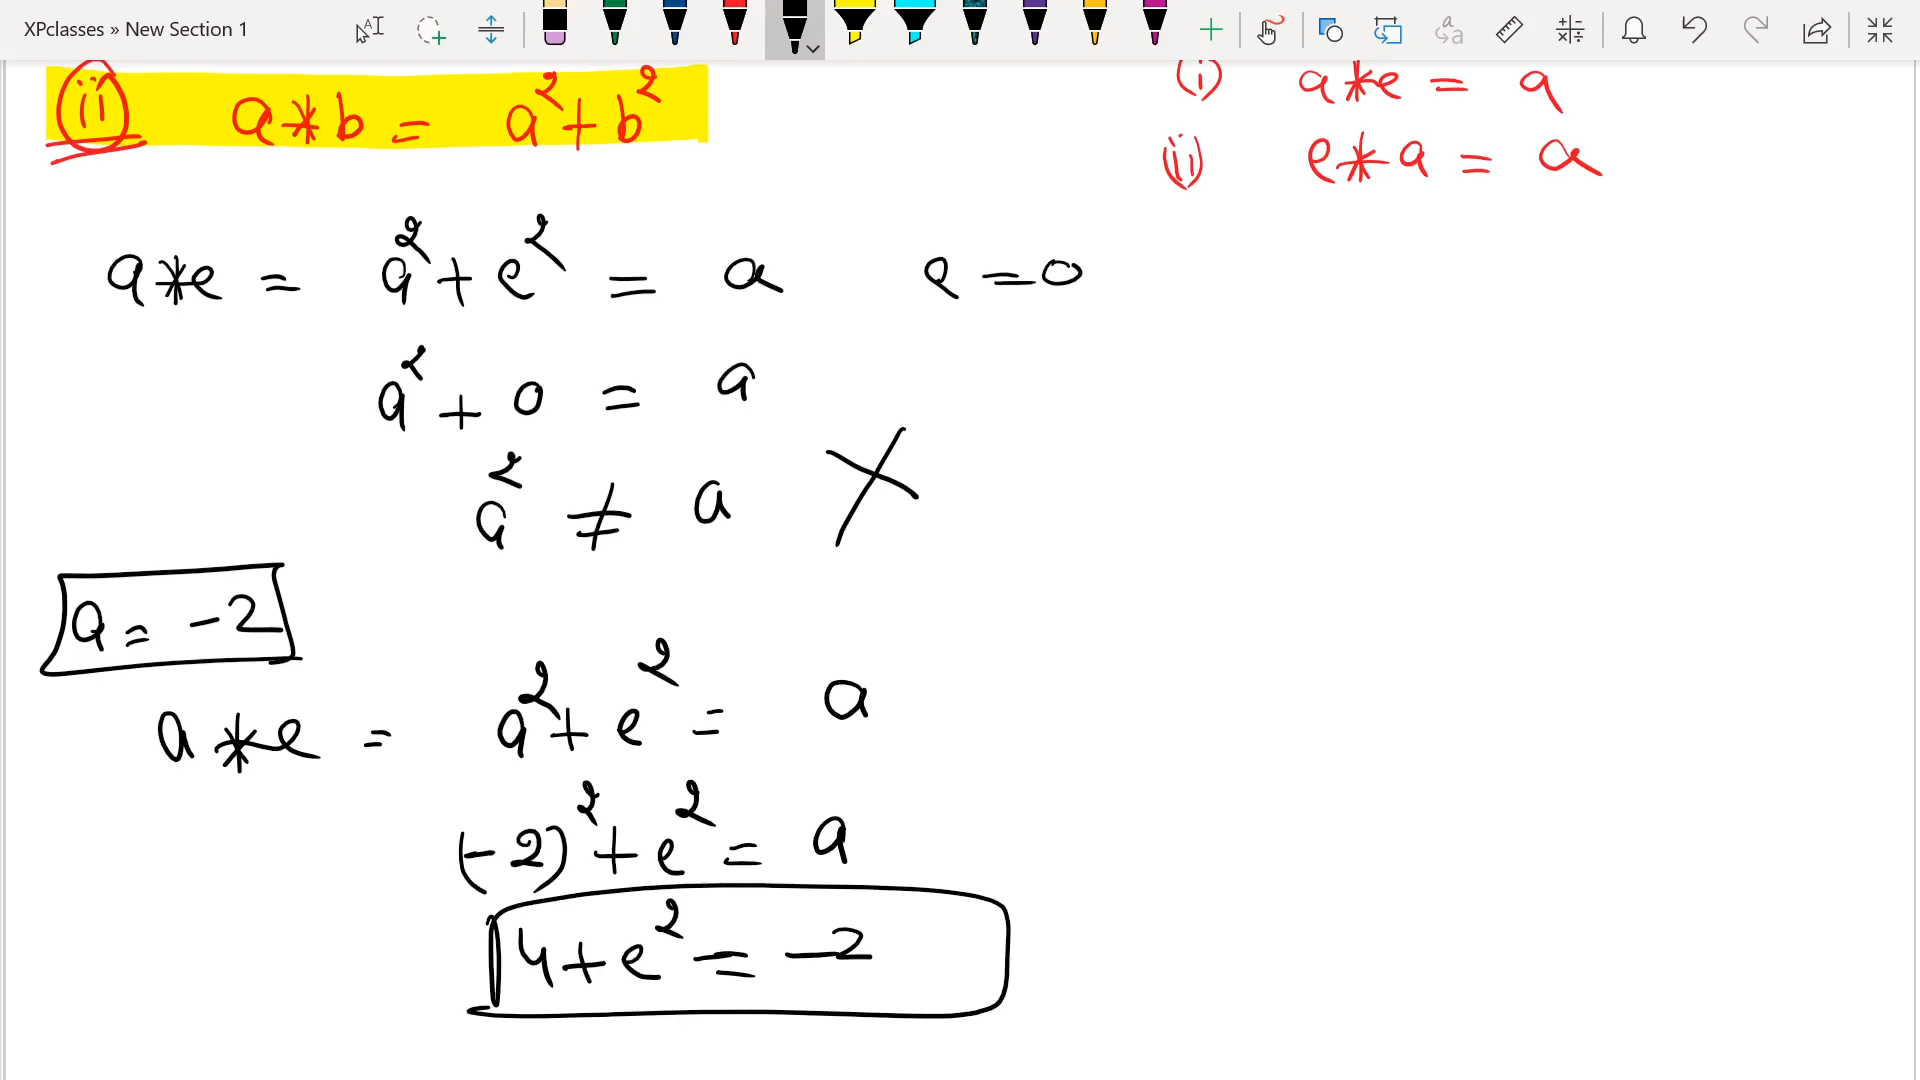 XPclasses » New Section 1
(ii) a*b = a²+b²
(i) a*e = a
(ii) e*a = a
a*e = a²+e² = a e=0
a²+0 = a
a² ≠ a X
a = -2
a*e = a²+e² = a
(-2)²+e² = a
4+e² = -2